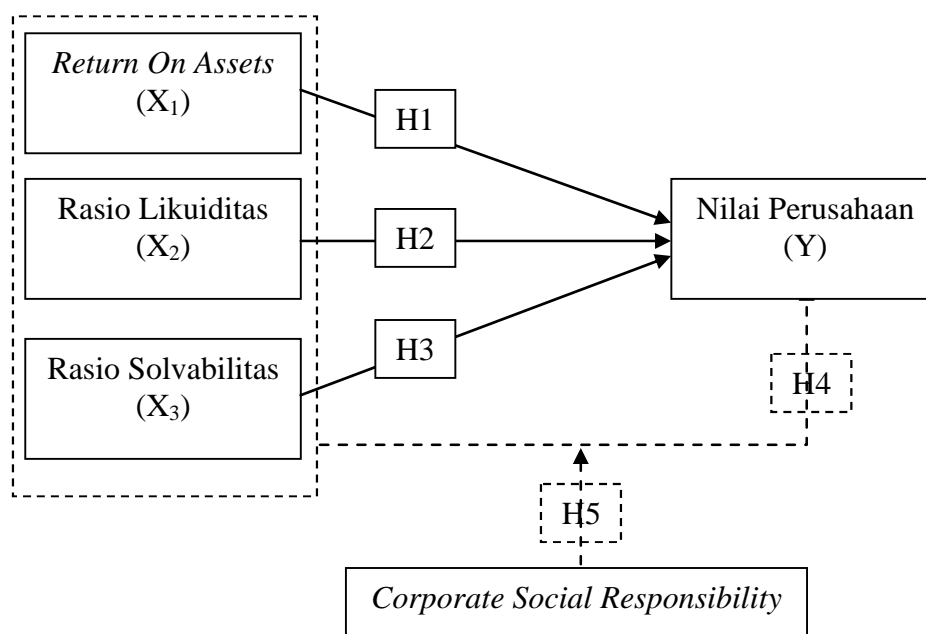 Return On Assets
(X₁)
H1
Rasio Likuiditas
(X₂)
H2
Nilai Perusahaan
(Y)
Rasio Solvabilitas
(X₃)
H3
H4
H5
Corporate Social Responsibility